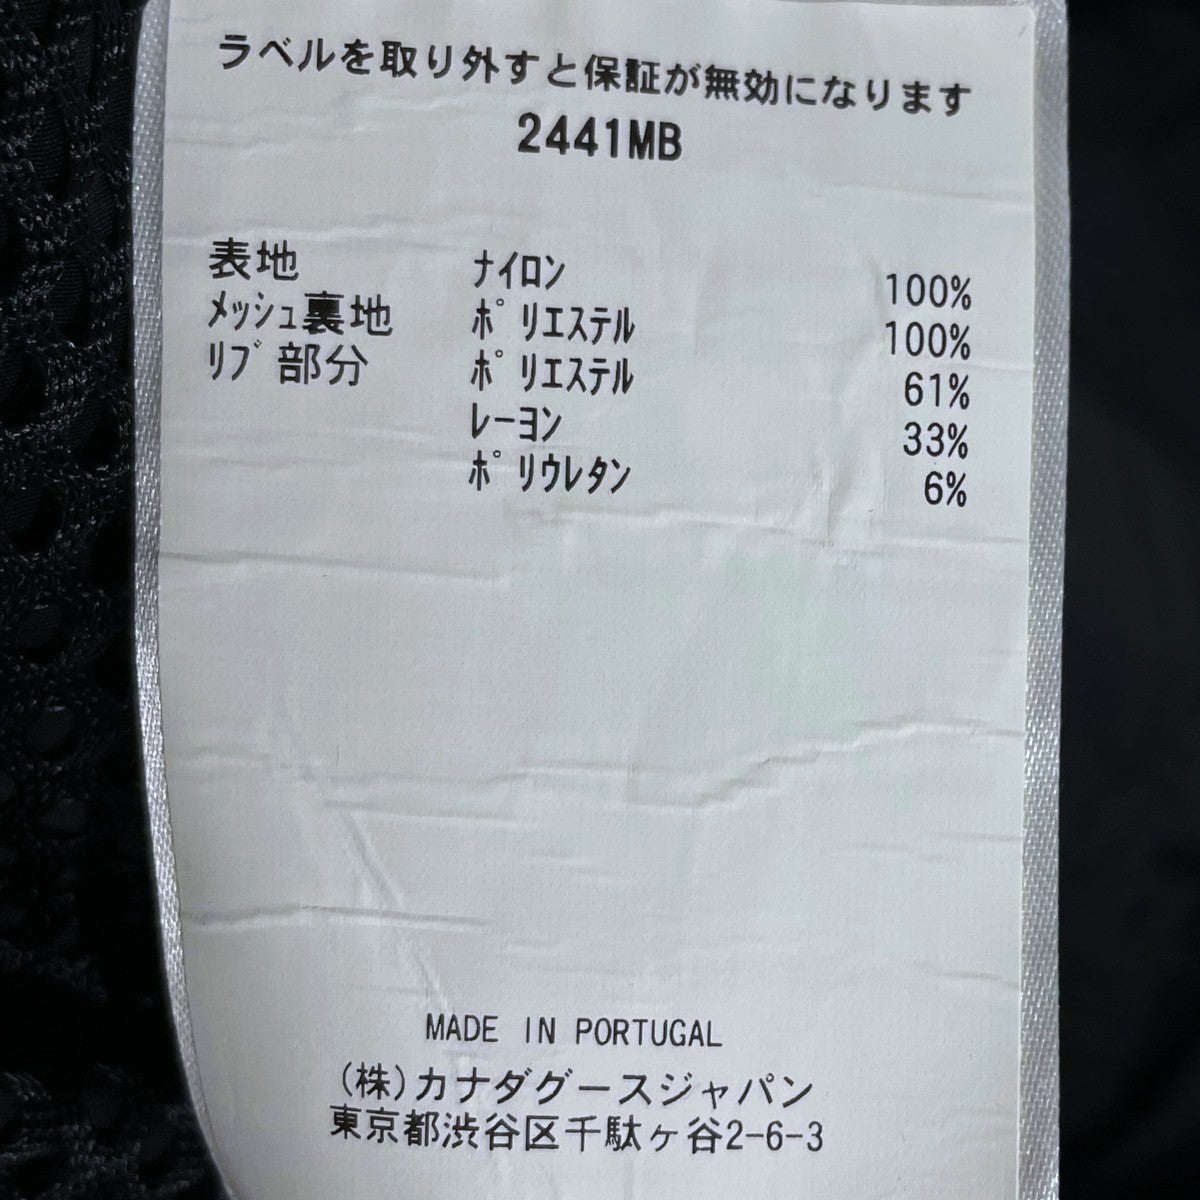 ラベルを取り外すと保証が無効になります
2441MB
表地 ナイロン 100%
ﾒｯｼｭ裏地 ポリエステル 100%
ﾘﾌﾞ部分 ポリエステル 61%
レーヨン 33%
ポリウレタン 6%
MADE IN PORTUGAL
(株)カナダグースジャパン
東京都渋谷区千駄ヶ谷2-6-3